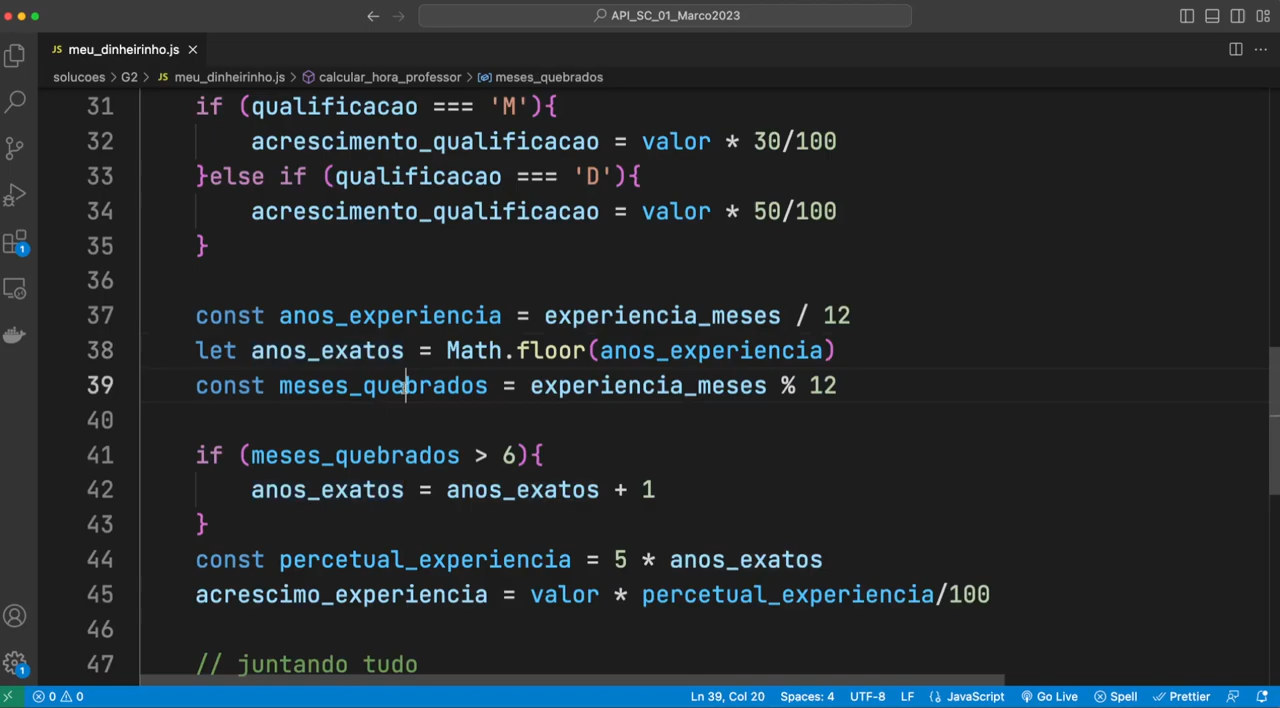 API_SC_01_Marco2023
JS meu_dinheirinho.js
solucoes > G2 > JS meu_dinheirinho.js > calcular_hora_professor > meses_quebrados
31 if (qualificacao === 'M'){
32 acrescimento_qualificacao = valor * 30/100
33 }else if (qualificacao === 'D'){
34 acrescimento_qualificacao = valor * 50/100
35 }
36
37 const anos_experiencia = experiencia_meses / 12
38 let anos_exatos = Math.floor(anos_experiencia)
39 const meses_quebrados = experiencia_meses % 12
40
41 if (meses_quebrados > 6){
42 anos_exatos = anos_exatos + 1
43 }
44 const percetual_experiencia = 5 * anos_exatos
45 acrescimo_experiencia = valor * percetual_experiencia/100
46
47 // juntando tudo
1
1
0 0 Ln 39, Col 20 Spaces: 4 UTF-8 LF {} JavaScript Go Live Spell Prettier